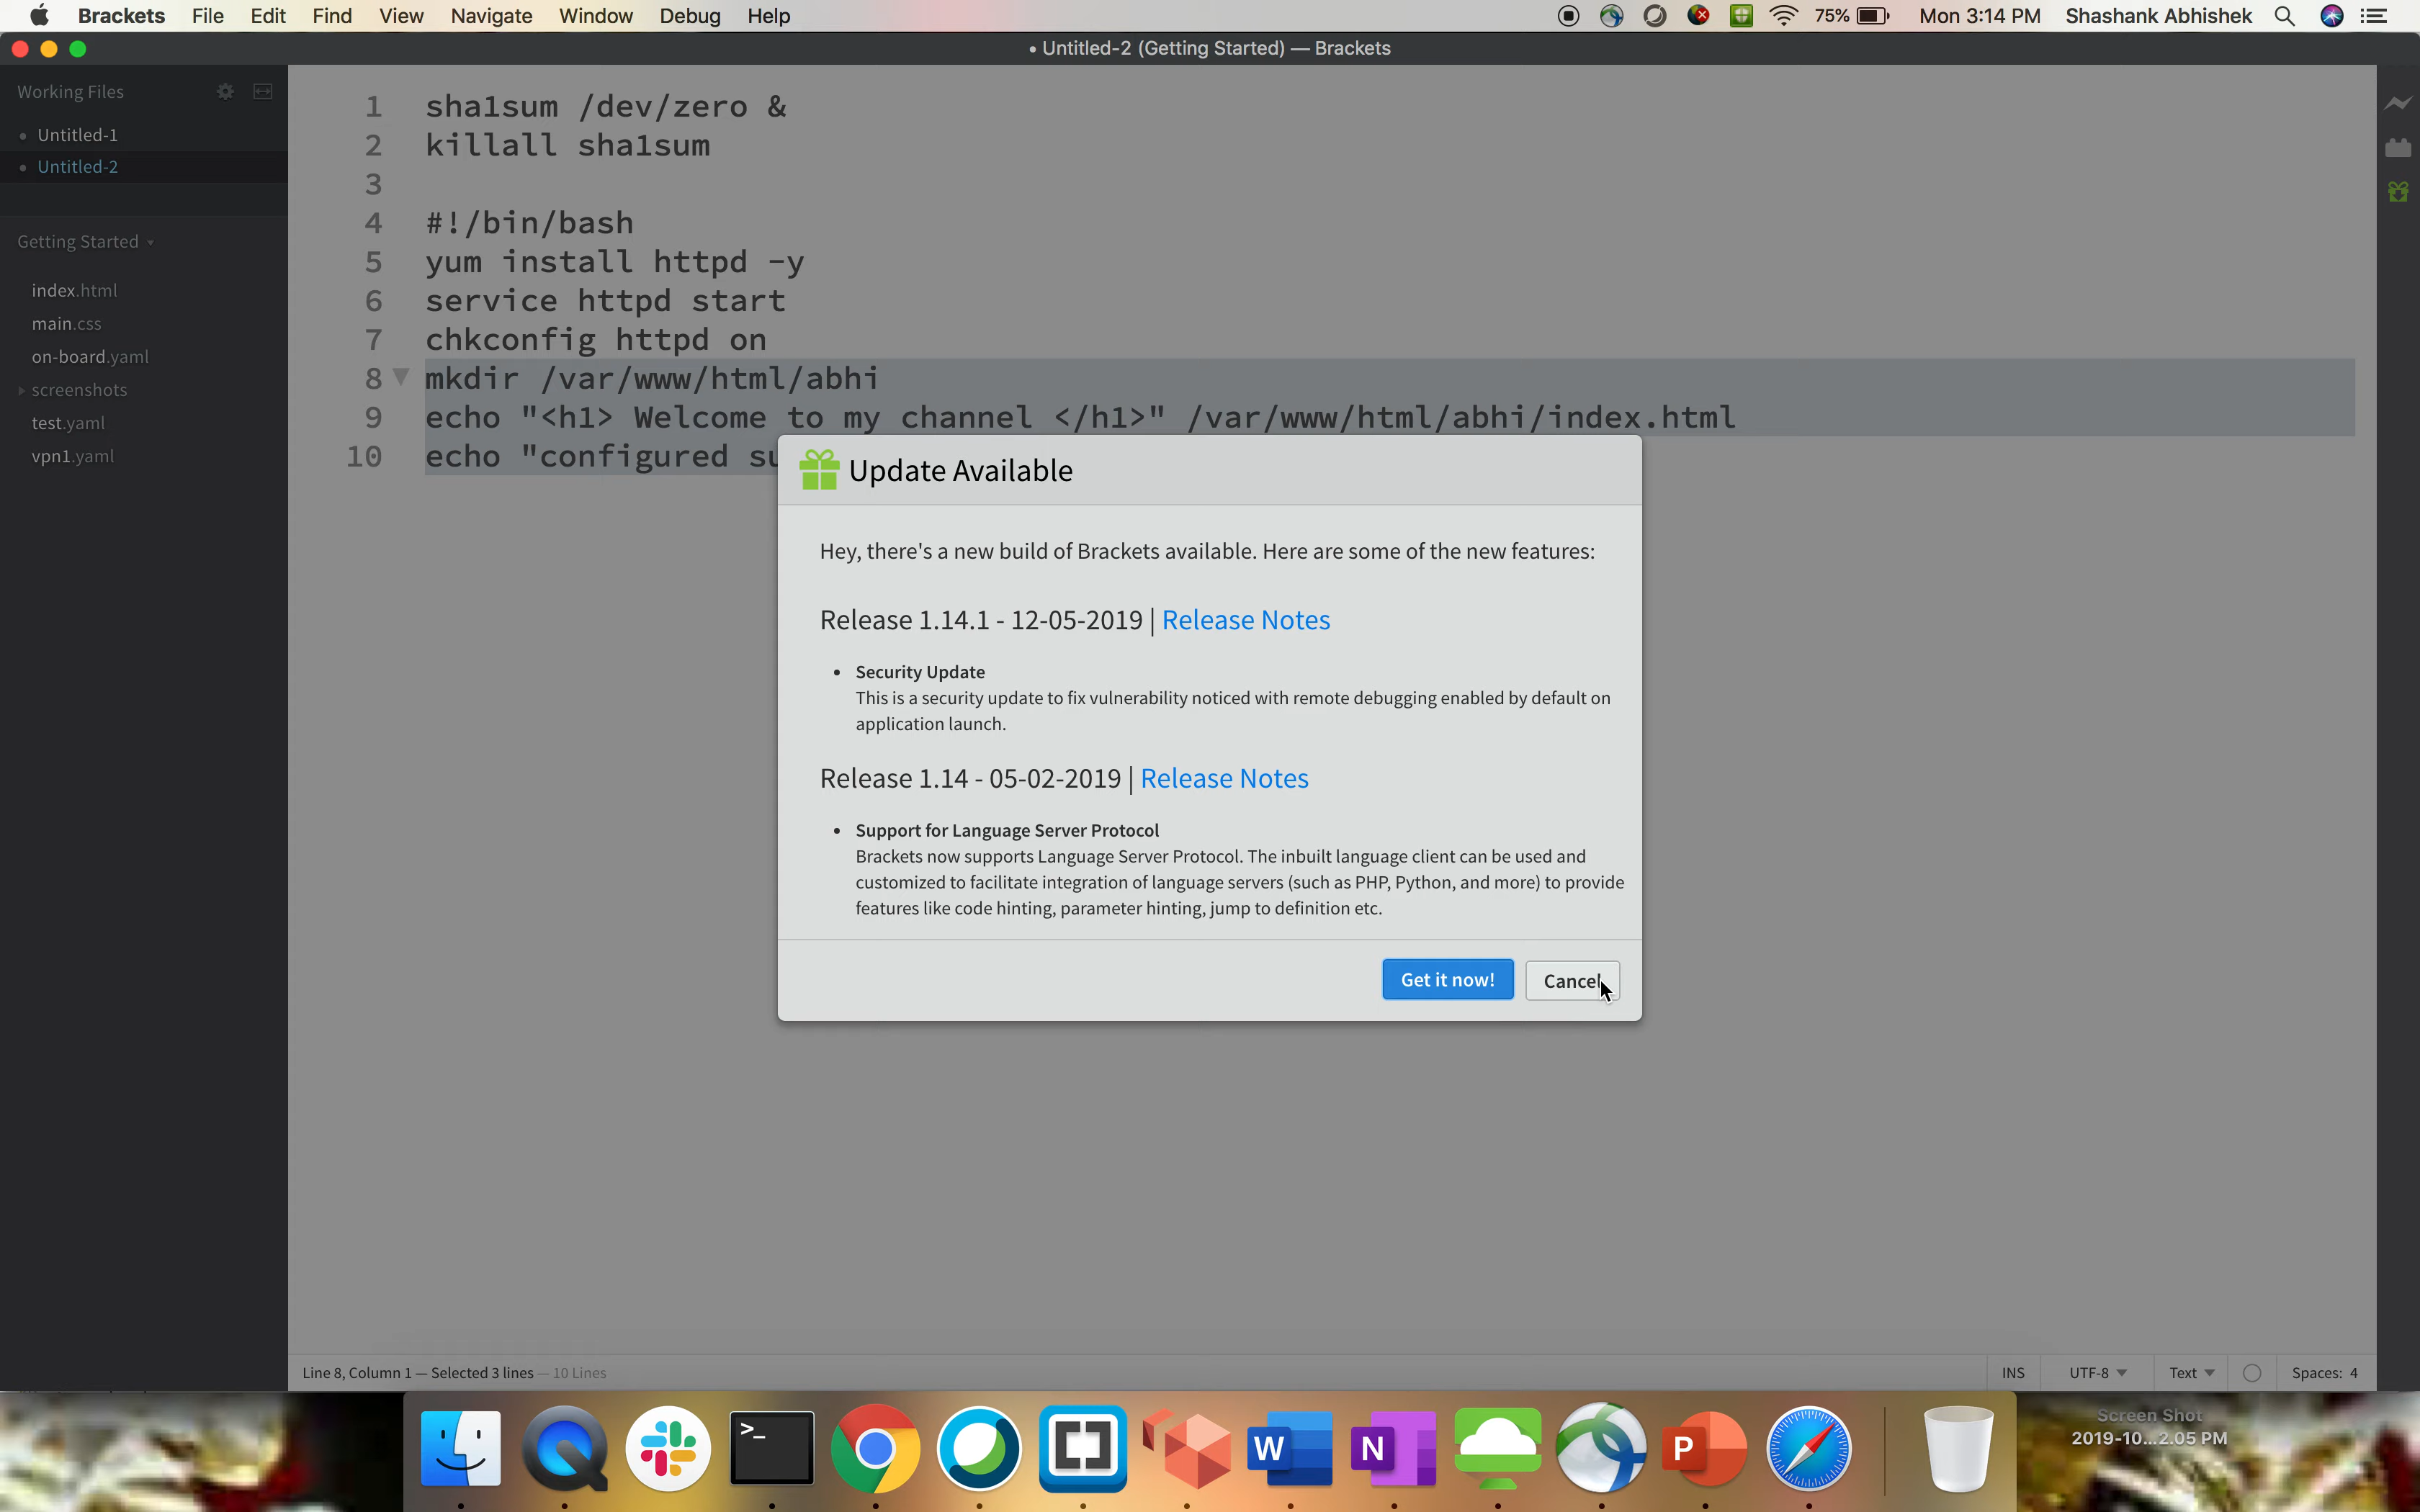 Brackets File Edit Find View Navigate Window Debug Help 75% Mon 3:14 PM Shashank Abhishek
• Untitled-2 (Getting Started) — Brackets
Working Files
• Untitled-1
• Untitled-2
Getting Started
index.html
main.css
on-board.yaml
screenshots
test.yaml
vpn1.yaml
1 sha1sum /dev/zero &
2 killall sha1sum
3
4 #!/bin/bash
5 yum install httpd -y
6 service httpd start
7 chkconfig httpd on
8 mkdir /var/www/html/abhi
9 echo "<h1> Welcome to my channel </h1>" /var/www/html/abhi/index.html
10 echo "configured su
Update Available
Hey, there's a new build of Brackets available. Here are some of the new features:
Release 1.14.1 - 12-05-2019 | Release Notes
• Security Update
This is a security update to fix vulnerability noticed with remote debugging enabled by default on
application launch.
Release 1.14 - 05-02-2019 | Release Notes
• Support for Language Server Protocol
Brackets now supports Language Server Protocol. The inbuilt language client can be used and
customized to facilitate integration of language servers (such as PHP, Python, and more) to provide
features like code hinting, parameter hinting, jump to definition etc.
Get it now! Cancel
Line 8, Column 1 — Selected 3 lines — 10 Lines
INS UTF-8 Text Spaces: 4
>_
W
N
P
Screen Shot
2019-10...2.05 PM